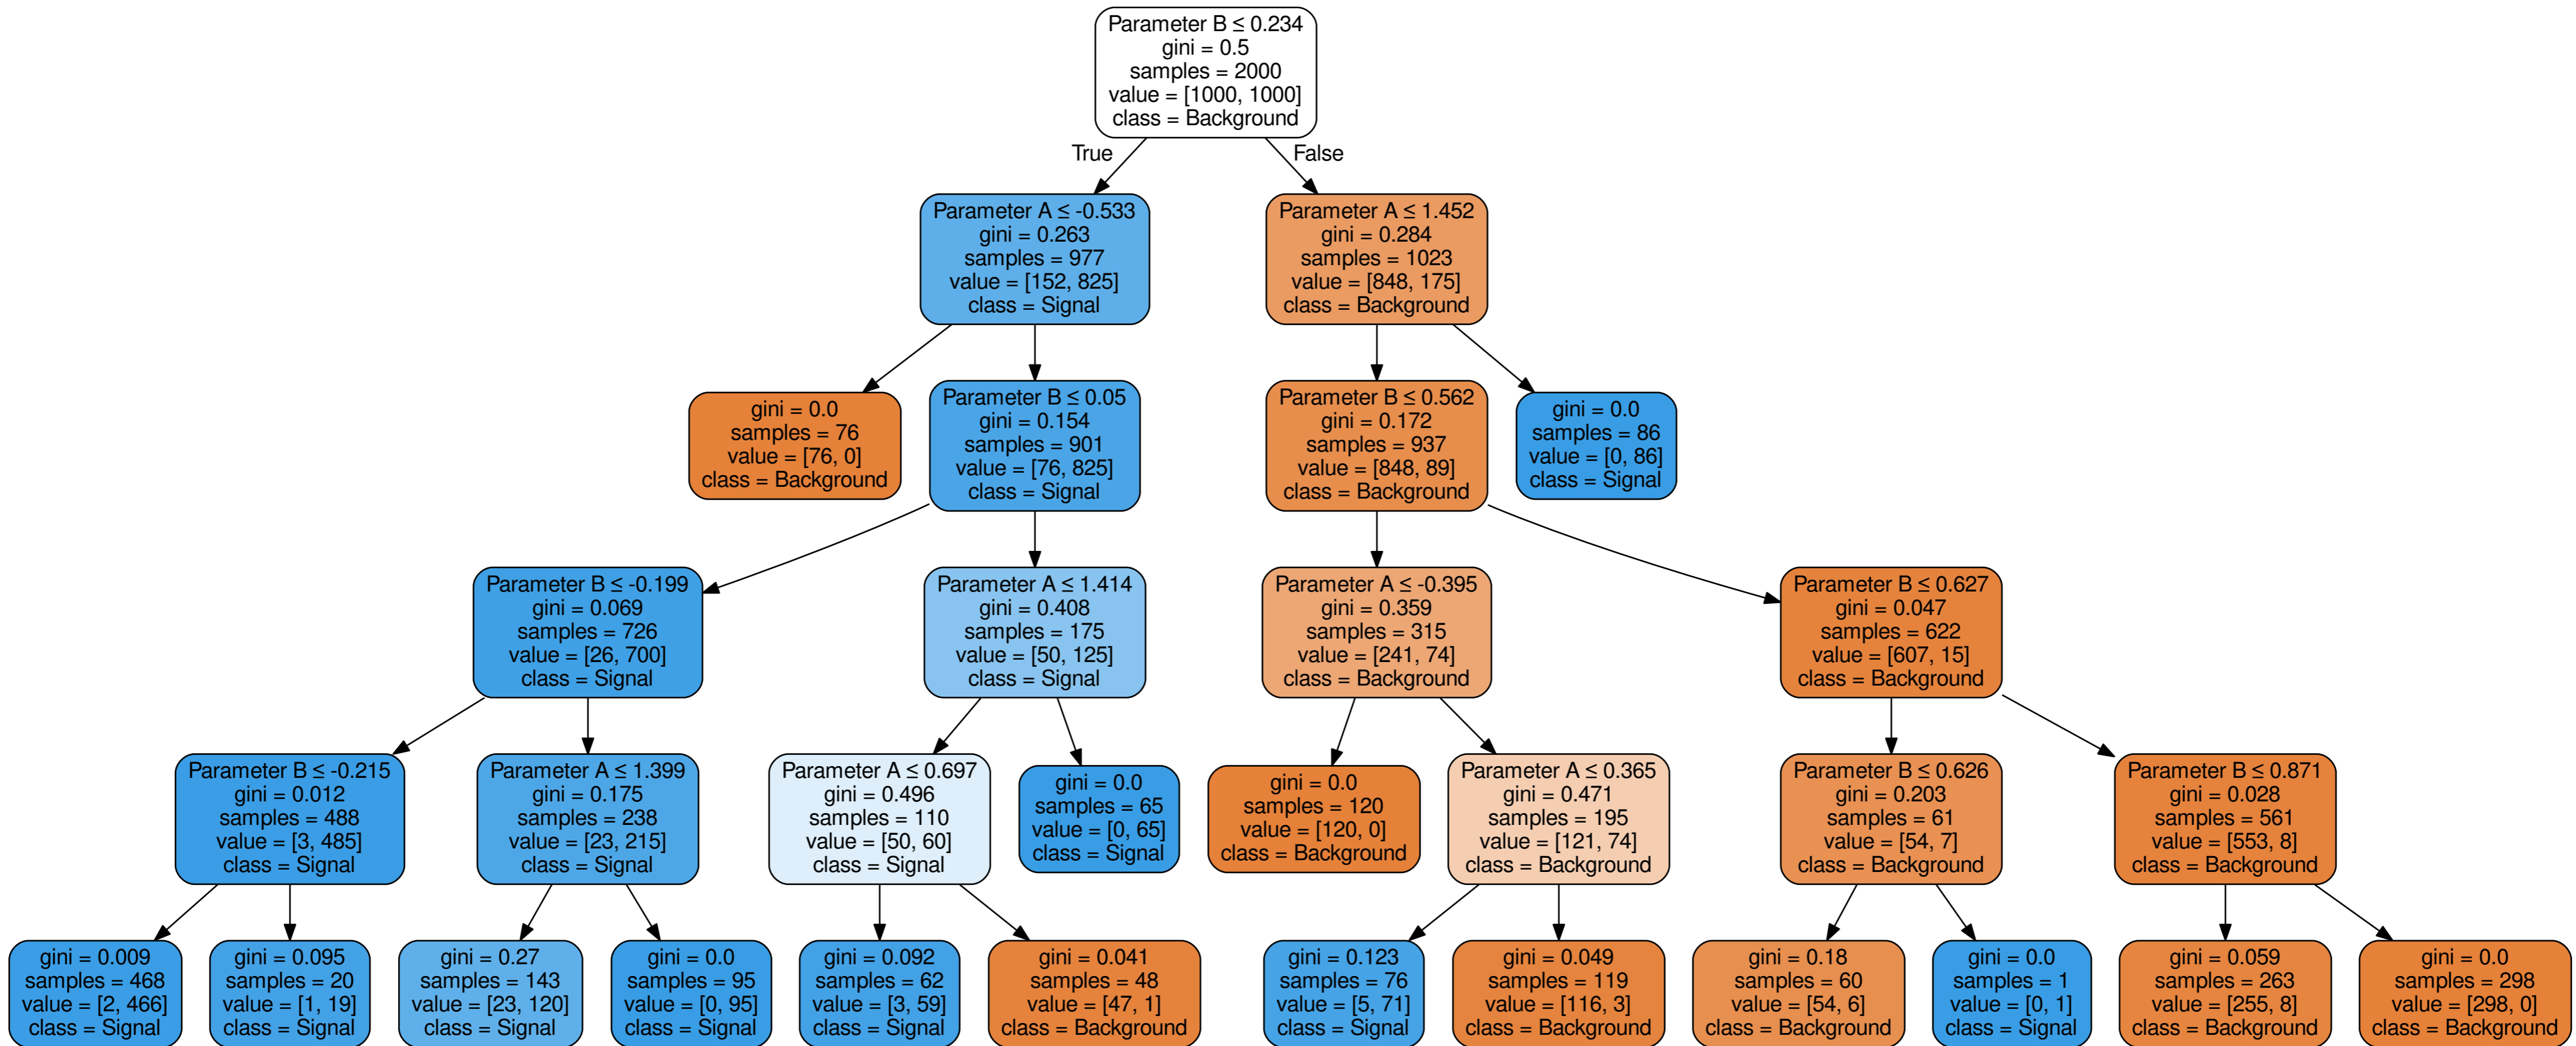 Parameter B ≤ 0.234
gini = 0.5
samples = 2000
value = [1000, 1000]
class = Background
True
False
Parameter A ≤ -0.533
gini = 0.263
samples = 977
value = [152, 825]
class = Signal
Parameter A ≤ 1.452
gini = 0.284
samples = 1023
value = [848, 175]
class = Background
gini = 0.0
samples = 76
value = [76, 0]
class = Background
Parameter B ≤ 0.05
gini = 0.154
samples = 901
value = [76, 825]
class = Signal
Parameter B ≤ 0.562
gini = 0.172
samples = 937
value = [848, 89]
class = Background
gini = 0.0
samples = 86
value = [0, 86]
class = Signal
Parameter B ≤ -0.199
gini = 0.069
samples = 726
value = [26, 700]
class = Signal
Parameter A ≤ 1.414
gini = 0.408
samples = 175
value = [50, 125]
class = Signal
Parameter A ≤ -0.395
gini = 0.359
samples = 315
value = [241, 74]
class = Background
Parameter B ≤ 0.627
gini = 0.047
samples = 622
value = [607, 15]
class = Background
Parameter B ≤ -0.215
gini = 0.012
samples = 488
value = [3, 485]
class = Signal
Parameter A ≤ 1.399
gini = 0.175
samples = 238
value = [23, 215]
class = Signal
Parameter A ≤ 0.697
gini = 0.496
samples = 110
value = [50, 60]
class = Signal
gini = 0.0
samples = 65
value = [0, 65]
class = Signal
gini = 0.0
samples = 120
value = [120, 0]
class = Background
Parameter A ≤ 0.365
gini = 0.471
samples = 195
value = [121, 74]
class = Background
Parameter B ≤ 0.626
gini = 0.203
samples = 61
value = [54, 7]
class = Background
Parameter B ≤ 0.871
gini = 0.028
samples = 561
value = [553, 8]
class = Background
gini = 0.009
samples = 468
value = [2, 466]
class = Signal
gini = 0.095
samples = 20
value = [1, 19]
class = Signal
gini = 0.27
samples = 143
value = [23, 120]
class = Signal
gini = 0.0
samples = 95
value = [0, 95]
class = Signal
gini = 0.092
samples = 62
value = [3, 59]
class = Signal
gini = 0.041
samples = 48
value = [47, 1]
class = Background
gini = 0.123
samples = 76
value = [5, 71]
class = Signal
gini = 0.049
samples = 119
value = [116, 3]
class = Background
gini = 0.18
samples = 60
value = [54, 6]
class = Background
gini = 0.0
samples = 1
value = [0, 1]
class = Signal
gini = 0.059
samples = 263
value = [255, 8]
class = Background
gini = 0.0
samples = 298
value = [298, 0]
class = Background